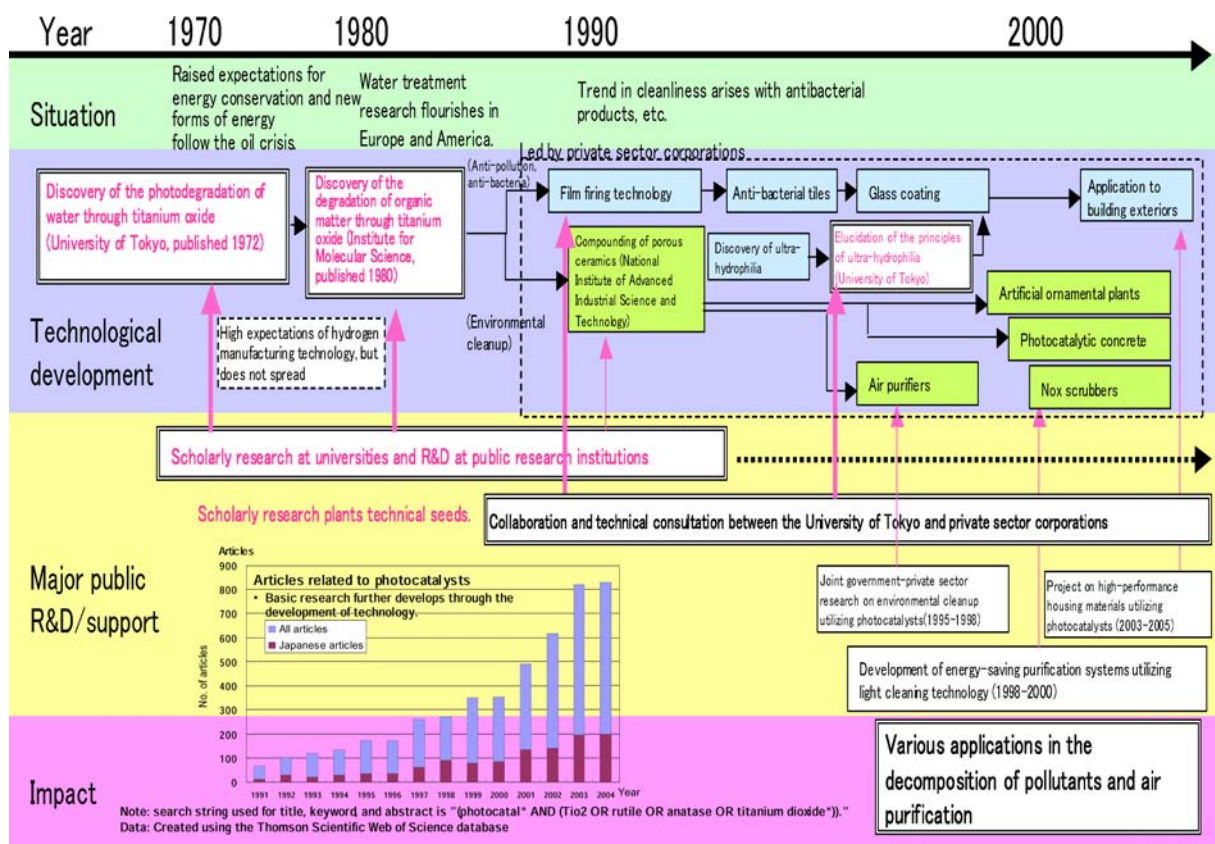 Year 1970 1980 1990 2000
Situation
Raised expectations for
energy conservation and new
forms of energy
follow the oil crisis.
Water treatment
research flourishes in
Europe and America.
Trend in cleanliness arises with antibacterial
products, etc.
Technological
development
Led by private sector corporations
Discovery of the photodegradation of
water through titanium oxide
(University of Tokyo, published 1972)
Discovery of the
degradation of organic
matter through titanium
oxide (Institute for
Molecular Science,
published 1980)
(Anti-pollution,
anti-bacteria)
Film firing technology
Anti-bacterial tiles
Glass coating
Application to
building exteriors
Compounding of porous
ceramics (National
Institute of Advanced
Industrial Science and
Technology)
Discovery of ultra-
hydrophilia
Elucidation of the principles
of ultra-hydrophilia
(University of Tokyo)
High expectations of hydrogen
manufacturing technology, but
does not spread
(Environmental
cleanup)
Artificial ornamental plants
Photocatalytic concrete
Air purifiers
Nox scrubbers
Major public
R&D/support
Scholarly research at universities and R&D at public research institutions
Scholarly research plants technical seeds.
Collaboration and technical consultation between the University of Tokyo and private sector corporations
Joint government-private sector
research on environmental cleanup
utilizing photocatalysts(1995-1998)
Project on high-performance
housing materials utilizing
photocatalysts (2003-2005)
Development of energy-saving purification systems utilizing
light cleaning technology (1998-2000)
Articles
No. of articles
900
800
700
600
500
400
300
200
100
0
Articles related to photocatalysts
• Basic research further develops through the
development of technology.
All articles
Japanese articles
1991 1992 1993 1994 1995 1996 1997 1998 1999 2000 2001 2002 2003 2004 Year
Impact
Note: search string used for title, keyword, and abstract is "(photocatal* AND (Tio2 OR rutile OR anatase OR titanium dioxide*))."
Data: Created using the Thomson Scientific Web of Science database
Various applications in the
decomposition of pollutants and air
purification